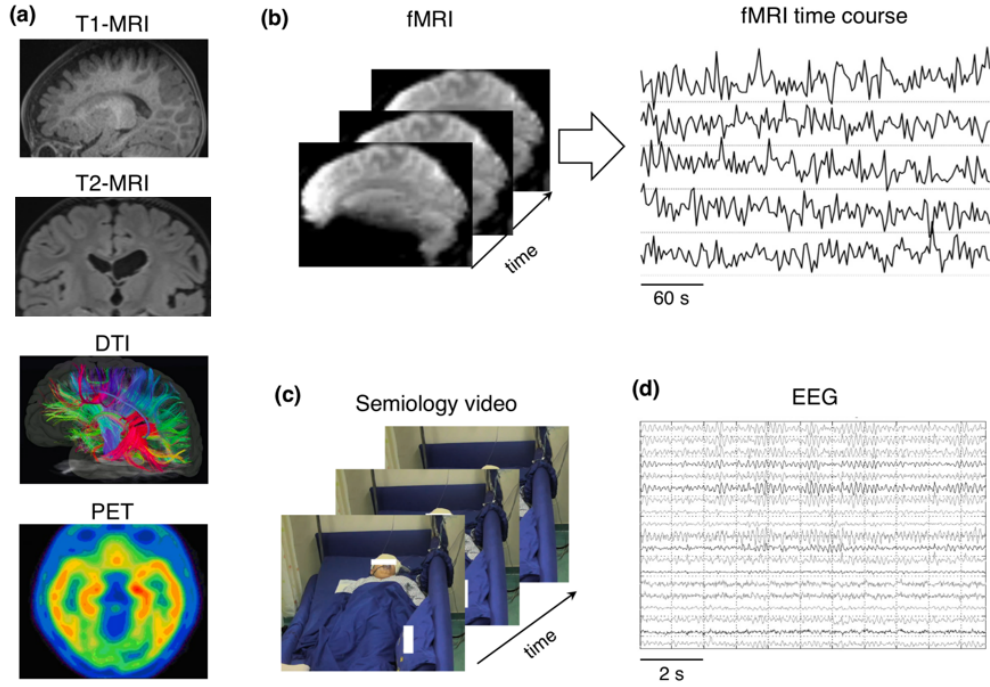 (a)
T1-MRI
T2-MRI
DTI
PET
(b)
fMRI
time
fMRI time course
60 s
(c)
Semiology video
time
(d)
EEG
2 s